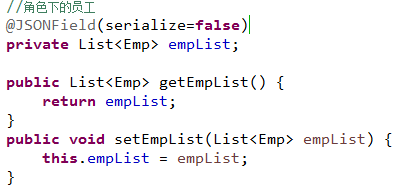 //角色下的员工
@JSONField(serialize=false)
private List<Emp> empList;
public List<Emp> getEmpList() {
return empList;
}
public void setEmpList(List<Emp> empList) {
this.empList = empList;
}